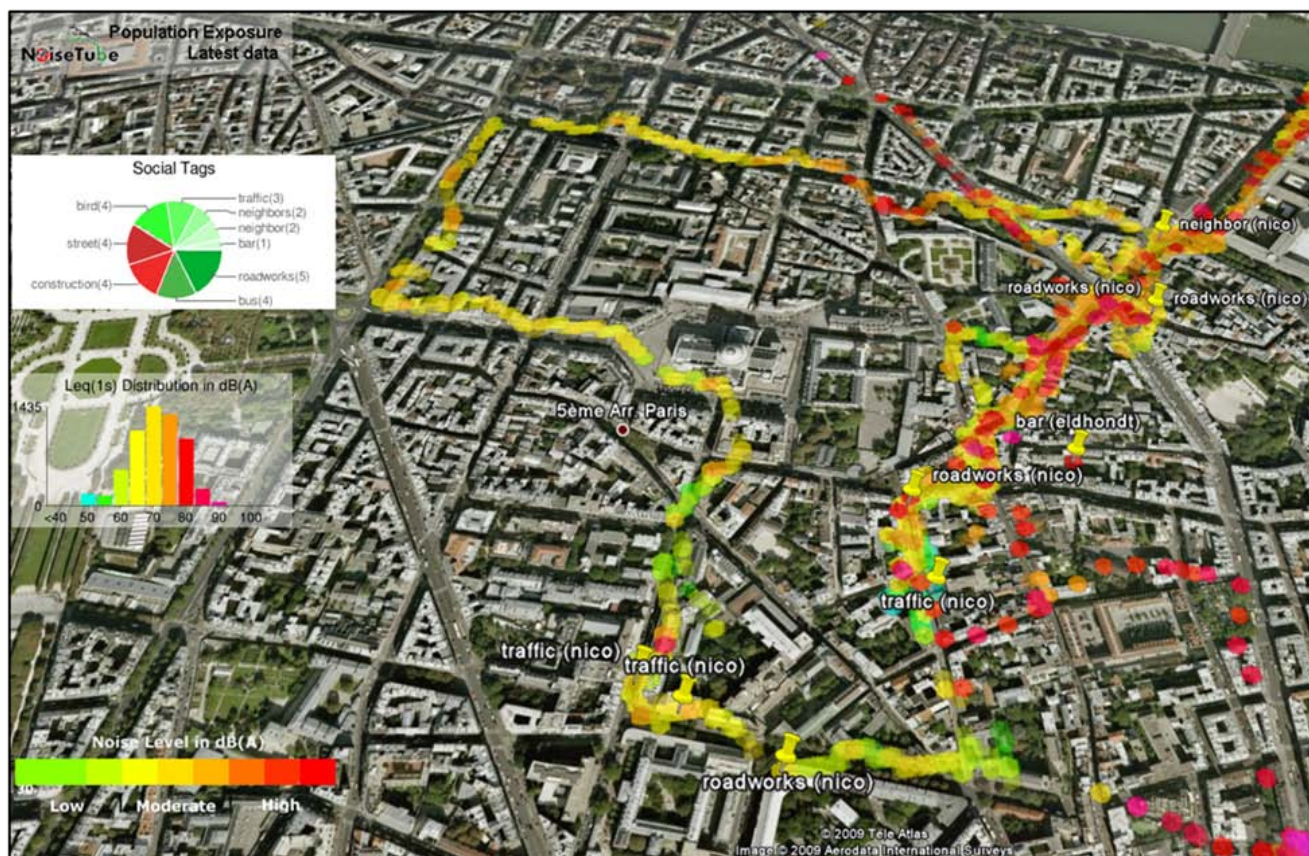 Population Exposure
Latest data
NoiseTube
Social Tags
traffic(3)
neighbors(2)
neighbor(2)
bar(1)
bird(4)
street(4)
construction(4)
roadworks(5)
bus(4)
Leq(1s) Distribution in dB(A)
1435
0
<40 50 60 70 80 90 100
neighbor (nico)
roadworks (nico)
roadworks (nico)
5ème Arr. Paris
bar (eldhondt)
roadworks (nico)
traffic (nico)
traffic (nico)
traffic (nico)
roadworks (nico)
Noise Level in dB(A)
30
Low Moderate High
© 2009 Tele Atlas
Image © 2009 Aerodata International Surveys